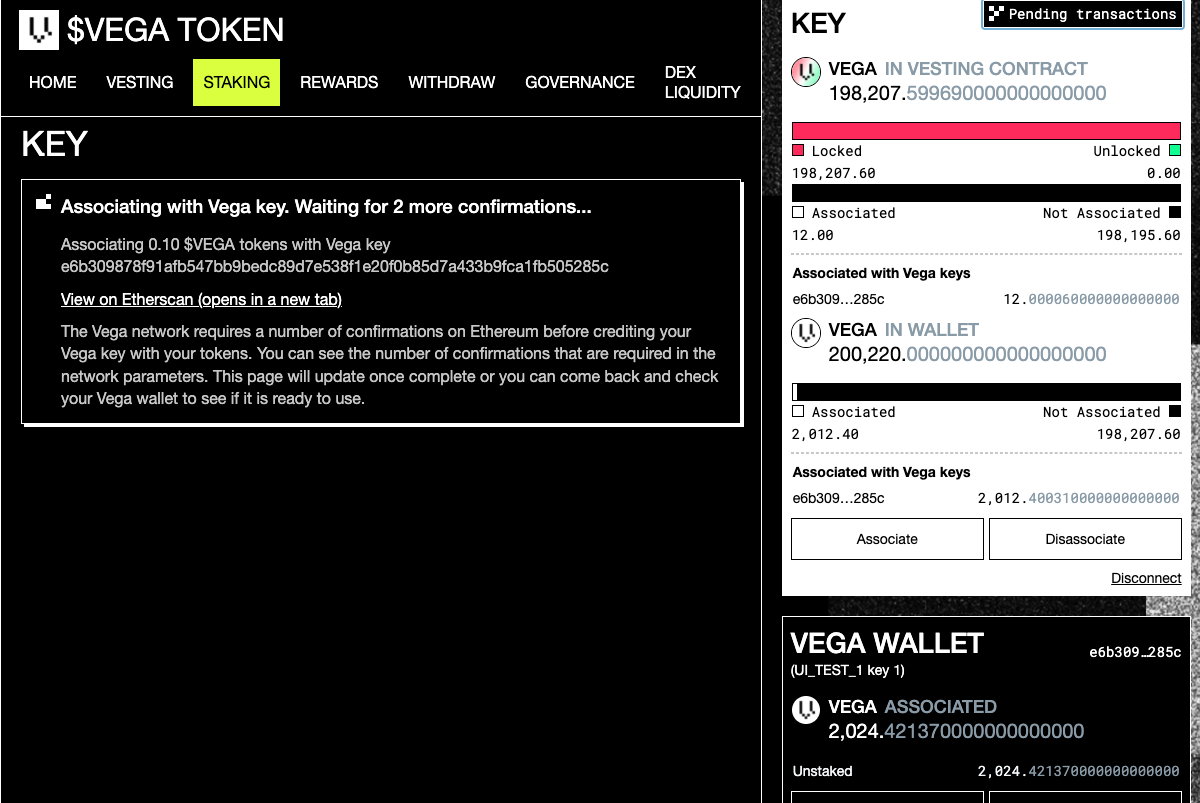 $VEGA TOKEN
HOME
VESTING
STAKING
REWARDS
WITHDRAW
GOVERNANCE
DEX
LIQUIDITY
KEY
Associating with Vega key. Waiting for 2 more confirmations...
Associating 0.10 $VEGA tokens with Vega key
e6b309878f91afb547bb9bedc89d7e538f1e20f0b85d7a433b9fca1fb505285c
View on Etherscan (opens in a new tab)
The Vega network requires a number of confirmations on Ethereum before crediting your
Vega key with your tokens. You can see the number of confirmations that are required in the
network parameters. This page will update once complete or you can come back and check
your Vega wallet to see if it is ready to use.
KEY
Pending transactions
VEGA IN VESTING CONTRACT
198,207.599690000000000000
Locked Unlocked
198,207.60 0.00
Associated Not Associated
12.00 198,195.60
Associated with Vega keys
e6b309…285c 12.000060000000000000
VEGA IN WALLET
200,220.000000000000000000
Associated Not Associated
2,012.40 198,207.60
Associated with Vega keys
e6b309…285c 2,012.400310000000000000
Associate Disassociate
Disconnect
VEGA WALLET e6b309…285c
(UI_TEST_1 key 1)
VEGA ASSOCIATED
2,024.421370000000000000
Unstaked 2,024.421370000000000000